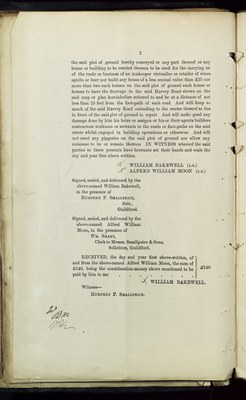 3
the said plot of ground hereby conveyed or any part thereof or any
house or building to be erected thereon to be used for the carrying on
of the trade or business of an innkeeper victualler or retailer of wines
spirits or beer nor build any house of a less annual value than £20 nor
more than two such houses on the said plot of ground such house or
houses to have the frontage to the said Harvey Road shewn on the
said map or plan hereinbefore referred to and be at a distance of not
less than 15 feet from the foot-path of such road And will keep so
much of the said Harvey Road extending to the centre thereof as lies
in front of the said plot of ground in repair And will make good any
damage done by him his heirs or assigns or his or their agents builders
contractors workmen or servants to the roads or foot-paths on the said
estate whilst engaged in building operations or otherwise And will
not erect any piggeries on the said plot of ground nor allow any
nuisance to be or remain thereon IN WITNESS whereof the said
parties to these presents have hereunto set their hands and seals the
day and year first above written.
WILLIAM BAKEWELL (L.S.)
ALFRED WILLIAM MOON (L.S.)
Signed, sealed, and delivered by the
above-named William Bakewell,
in the presence of
HUMPHRY P. SMALLPEICE,
Solr.,
Guildford.
Signed, sealed, and delivered by the
above-named Alfred William
Moon, in the presence of
WM. SHARP,
Clerk to Messrs. Smallpeice & Sons,
Solicitors, Guildford.
RECEIVED, the day and year first above-written, of
and from the above-named Alfred William Moon, the sum of
£140, being the consideration-money above mentioned to be
paid by him to me
£140
WILLIAM BAKEWELL.
Witness—
HUMPHRY P. SMALLPEICE.